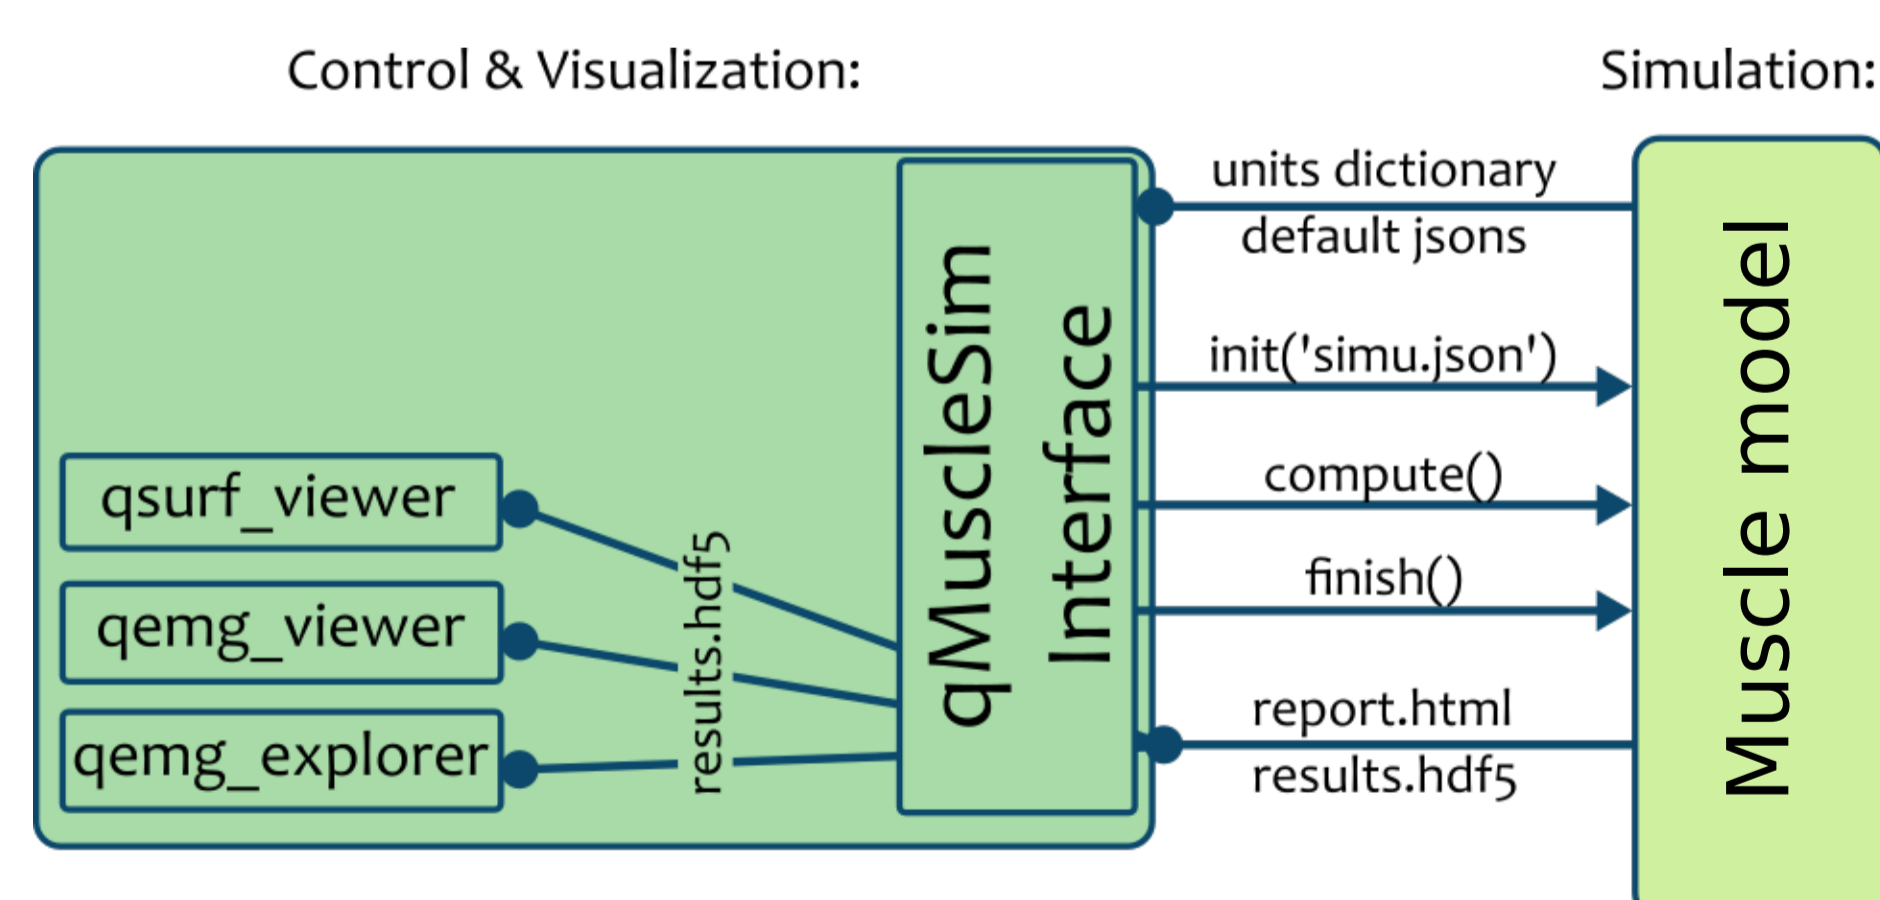 Control & Visualization:
Simulation:
units dictionary
default jsons
init('simu.json')
compute()
finish()
report.html
results.hdf5
qMuscleSim
Interface
Muscle model
qsurf_viewer
qemg_viewer
qemg_explorer
results.hdf5